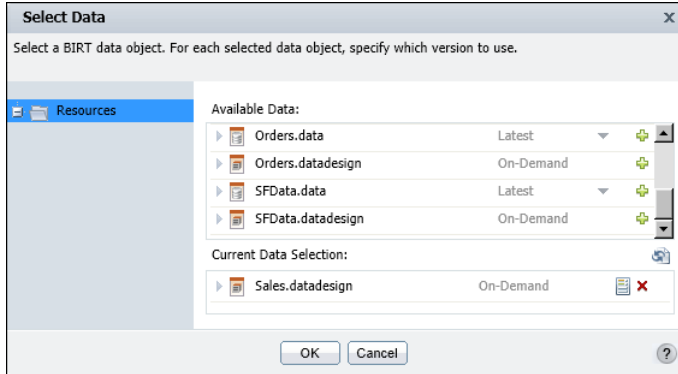 Select Data
Select a BIRT data object. For each selected data object, specify which version to use.
Resources
Available Data:
Orders.data Latest
Orders.datadesign On-Demand
SFData.data Latest
SFData.datadesign On-Demand
Current Data Selection:
Sales.datadesign On-Demand
OK Cancel ?